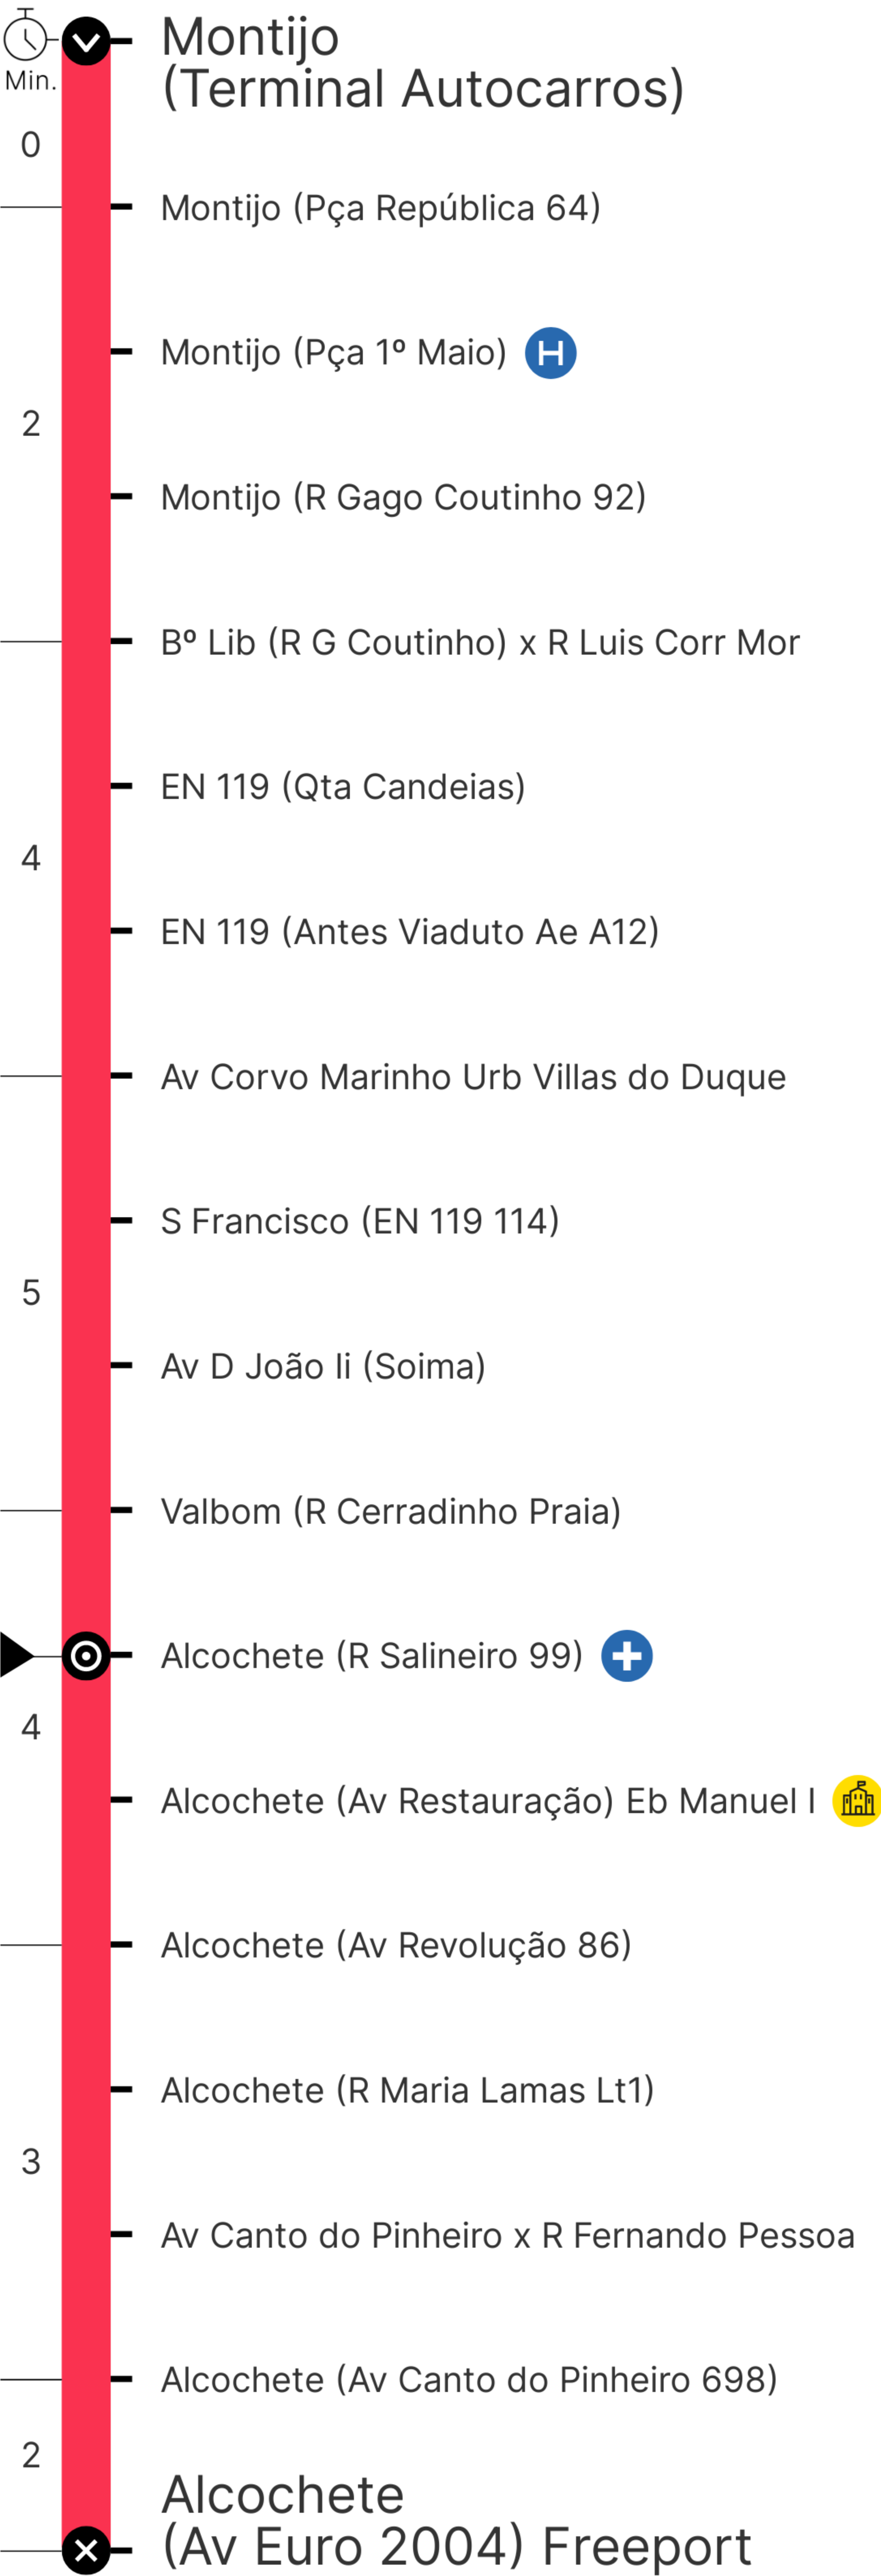 Montijo
(Terminal Autocarros)
Min.
0
Montijo (Pça República 64)
Montijo (Pça 1º Maio) H
2
Montijo (R Gago Coutinho 92)
Bº Lib (R G Coutinho) x R Luis Corr Mor
EN 119 (Qta Candeias)
4
EN 119 (Antes Viaduto Ae A12)
Av Corvo Marinho Urb Villas do Duque
S Francisco (EN 119 114)
5
Av D João Ii (Soima)
Valbom (R Cerradinho Praia)
Alcochete (R Salineiro 99)
4
Alcochete (Av Restauração) Eb Manuel I
Alcochete (Av Revolução 86)
Alcochete (R Maria Lamas Lt1)
3
Av Canto do Pinheiro x R Fernando Pessoa
Alcochete (Av Canto do Pinheiro 698)
2
Alcochete
(Av Euro 2004) Freeport